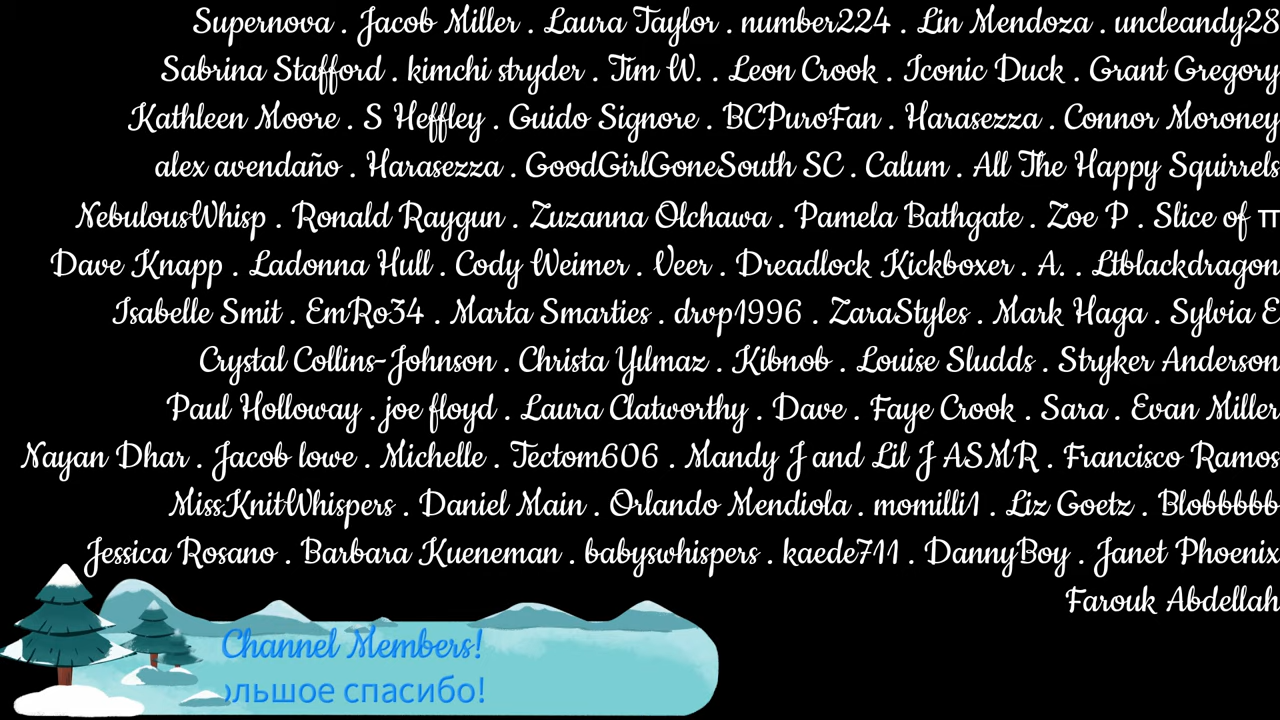 Supernova . Jacob Miller . Laura Taylor . number224 . Lin Mendoza . uncleandy28
Sabrina Stafford . kimchi stryder . Tim W. . Leon Crook . Iconic Duck . Grant Gregory
Kathleen Moore . S Heffley . Guido Signore . BCPuroFan . Harasezza . Connor Moroney
alex avendaño . Harasezza . GoodGirlGoneSouth SC . Calum . All The Happy Squirrels
NebulousWhisp . Ronald Raygun . Zuzanna Olchawa . Pamela Bathgate . Zoe P . Slice of π
Dave Knapp . Ladonna Hull . Cody Weimer . Veer . Dreadlock Kickboxer . A. . Ltblackdragon
Isabelle Smit . EmRo34 . Marta Smarties . drvp1996 . ZaraStyles . Mark Haga . Sylvia E
Crystal Collins-Johnson . Christa Yılmaz . Kibnob . Louise Sludds . Stryker Anderson
Paul Holloway . joe floyd . Laura Clatworthy . Dave . Faye Crook . Sara . Evan Miller
Nayan Dhar . Jacob lowe . Michelle . Tectom606 . Mandy J and Lil J ASMR . Francisco Ramos
MissKnitWhispers . Daniel Main . Orlando Mendiola . momilli1 . Liz Goetz . Blobbbbb
Jessica Rosano . Barbara Kueneman . babyswhispers . kaede711 . DannyBoy . Janet Phoenix
Farouk Abdellah
Channel Members!
ольшое спасибо!